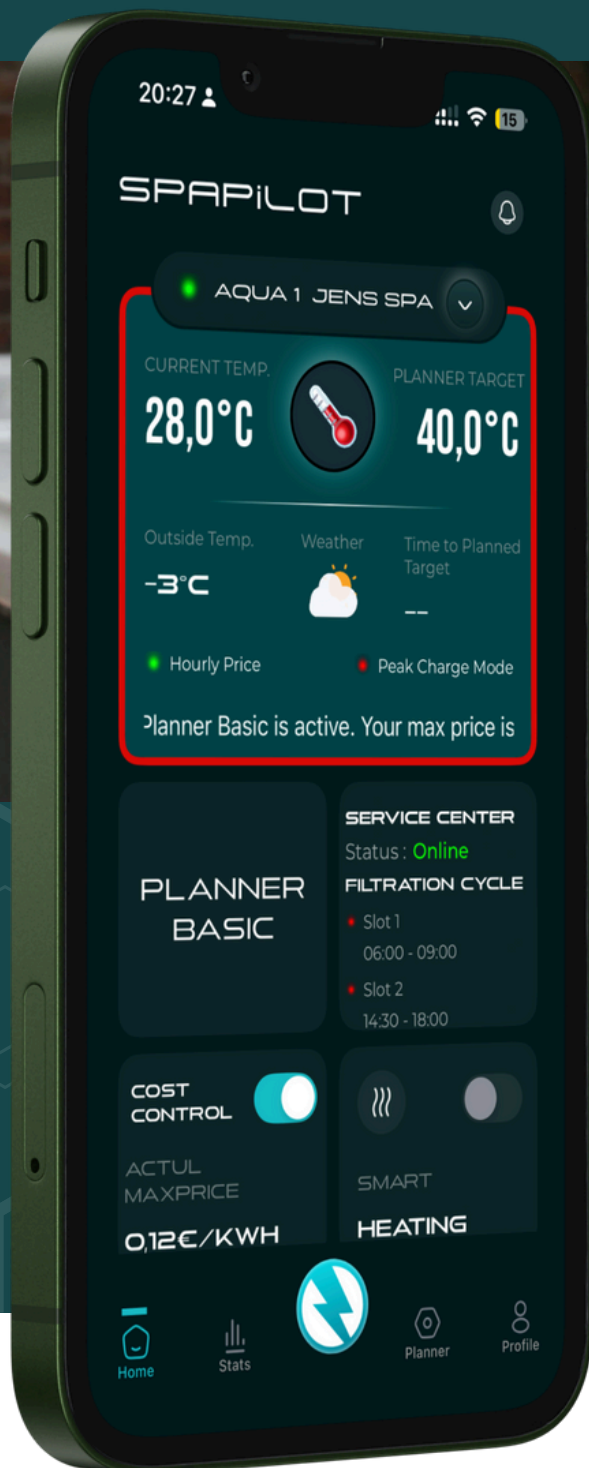 20:27
15
SPAPiLOT
AQUA 1 JENS SPA
CURRENT TEMP.
PLANNER TARGET
28,0°C
40,0°C
Outside Temp.
Weather
Time to Planned
Target
-3°C
--
Hourly Price
Peak Charge Mode
Planner Basic is active. Your max price is
PLANNER
BASIC
SERVICE CENTER
Status : Online
FILTRATION CYCLE
Slot 1
06:00 - 09:00
Slot 2
14:30 - 18:00
COST
CONTROL
ACTUL
MAXPRICE
0,12€/KWH
SMART
HEATING
Home
Stats
Planner
Profile